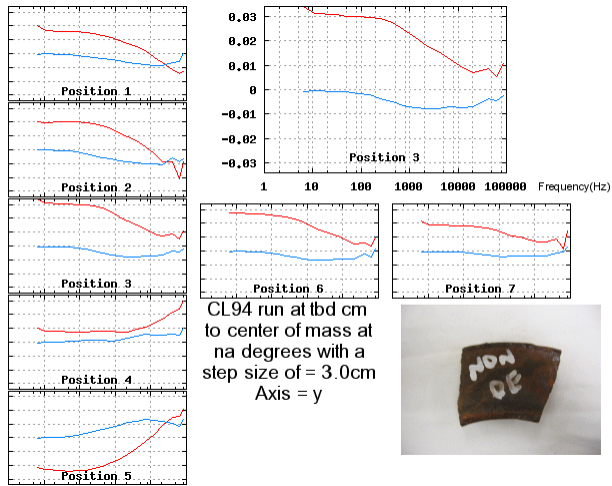 Position 1
Position 2
Position 3
Position 4
Position 5
0.03
0.02
0.01
0
-0.01
-0.02
-0.03
Position 3
1 10 100 1000 10000 100000 Frequency(Hz)
Position 6
Position 7
CL94 run at tbd cm
to center of mass at
na degrees with a
step size of = 3.0cm
Axis = y
NON
OE